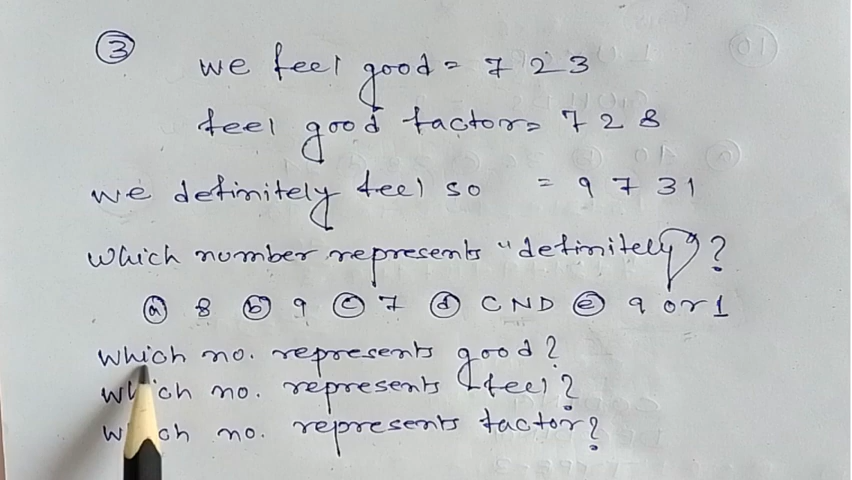 ③
we feel good = 7 2 3
feel good factor = 7 2 8
we definitely feel so = 9 7 3 1
which number represents "definitely"?
ⓐ 8 ⓑ 9 ⓒ 7 ⓓ CND ⓔ 9 or 1
which no. represents good?
which no. represents feel?
which no. represents factor?